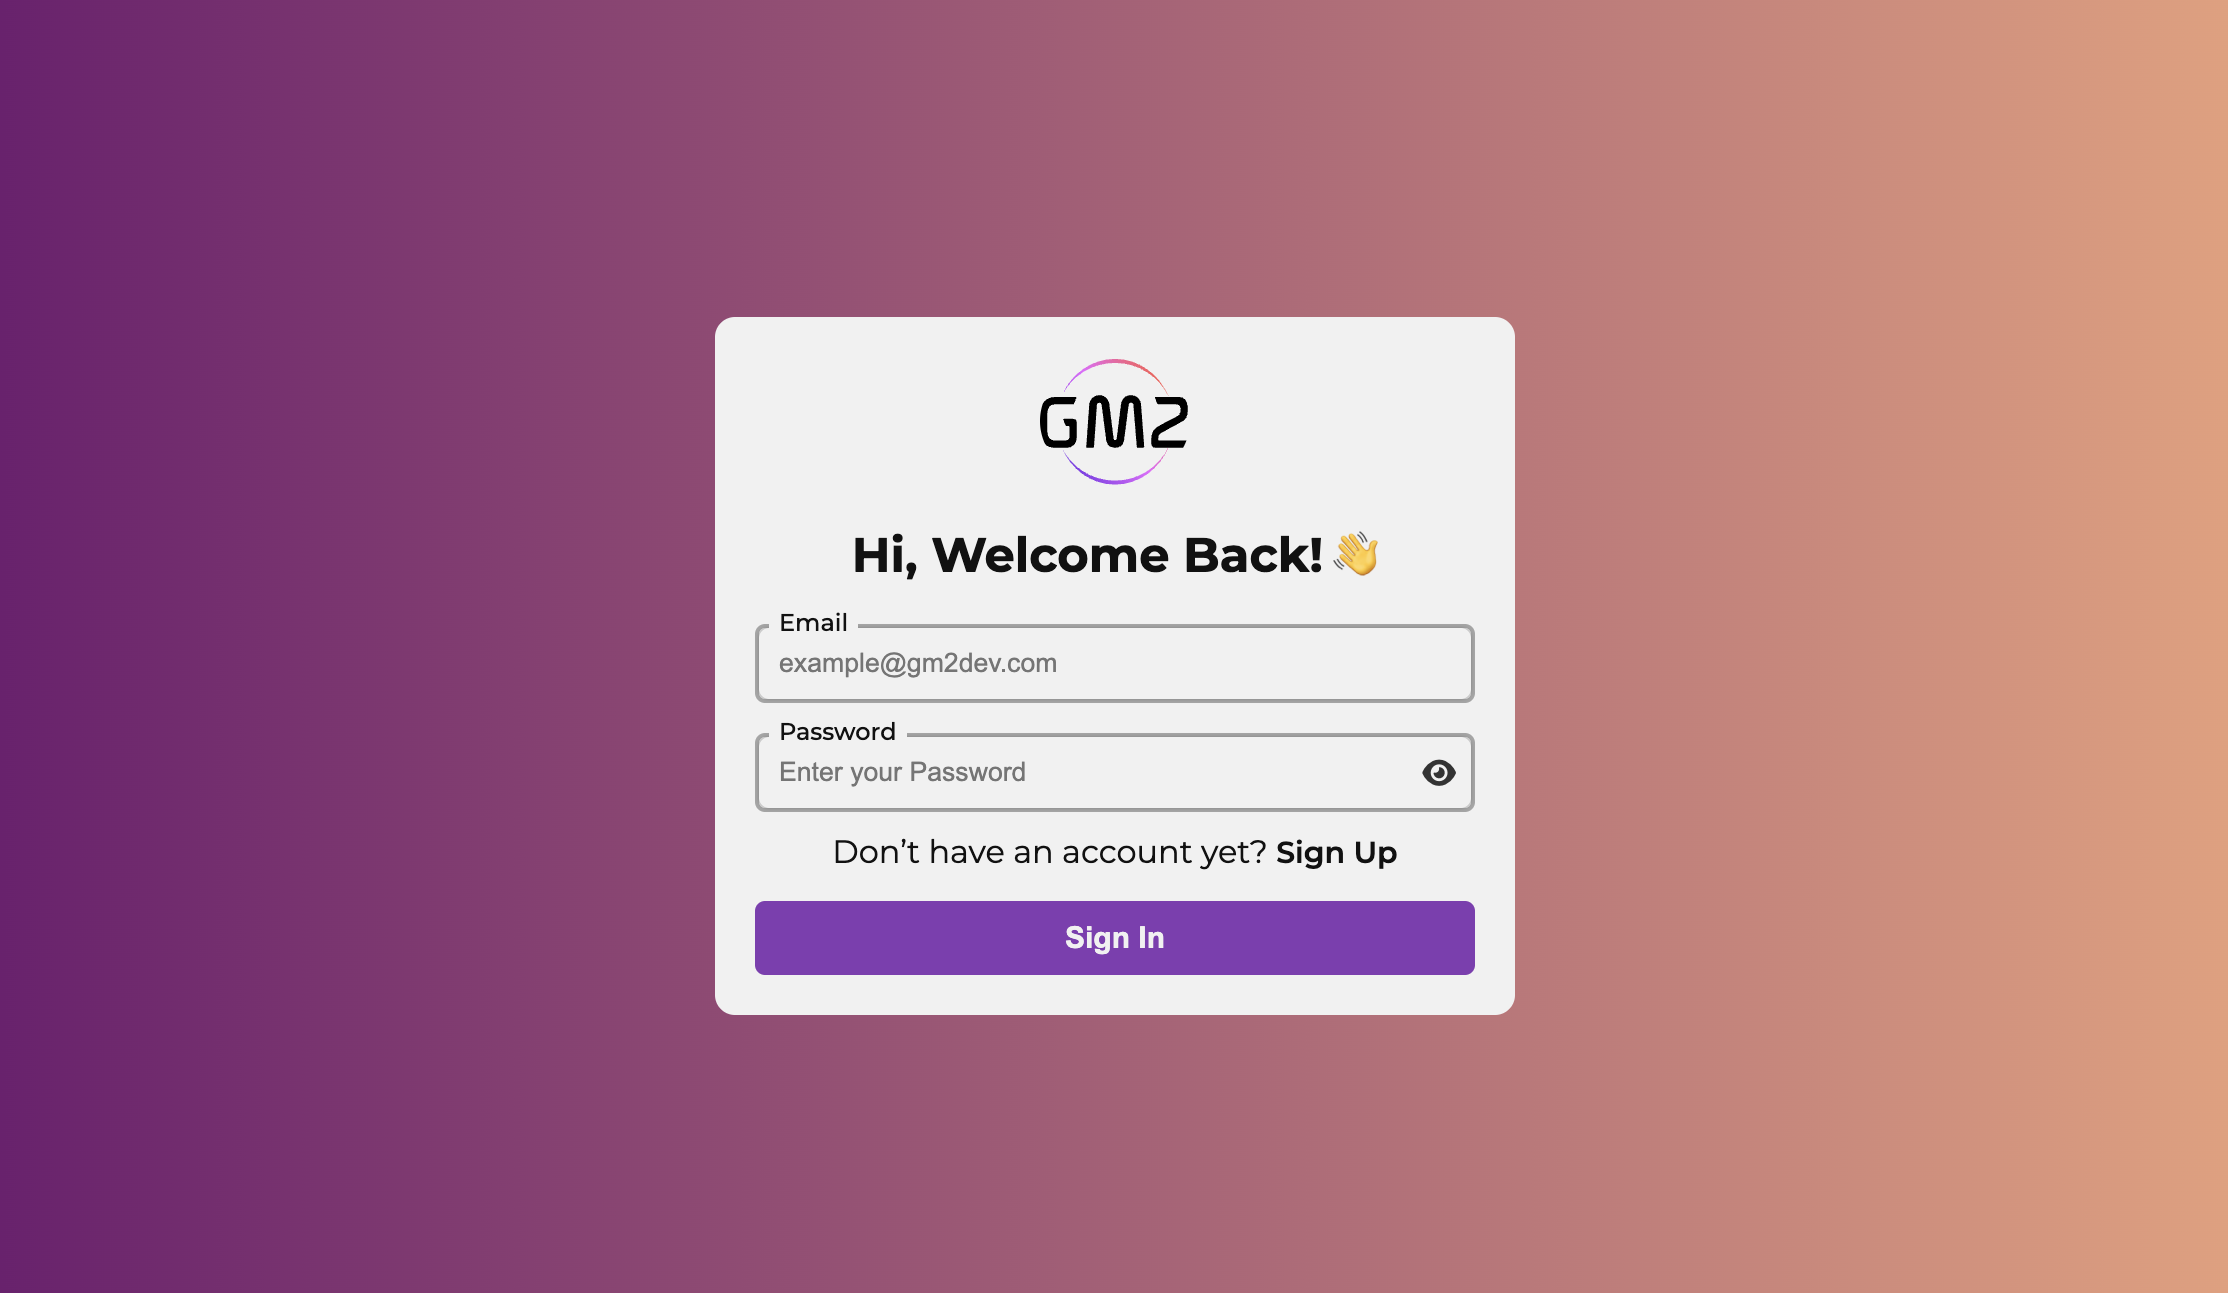 GM2
Hi, Welcome Back! 👋
Email
example@gm2dev.com
Password
Enter your Password
Don’t have an account yet? Sign Up
Sign In